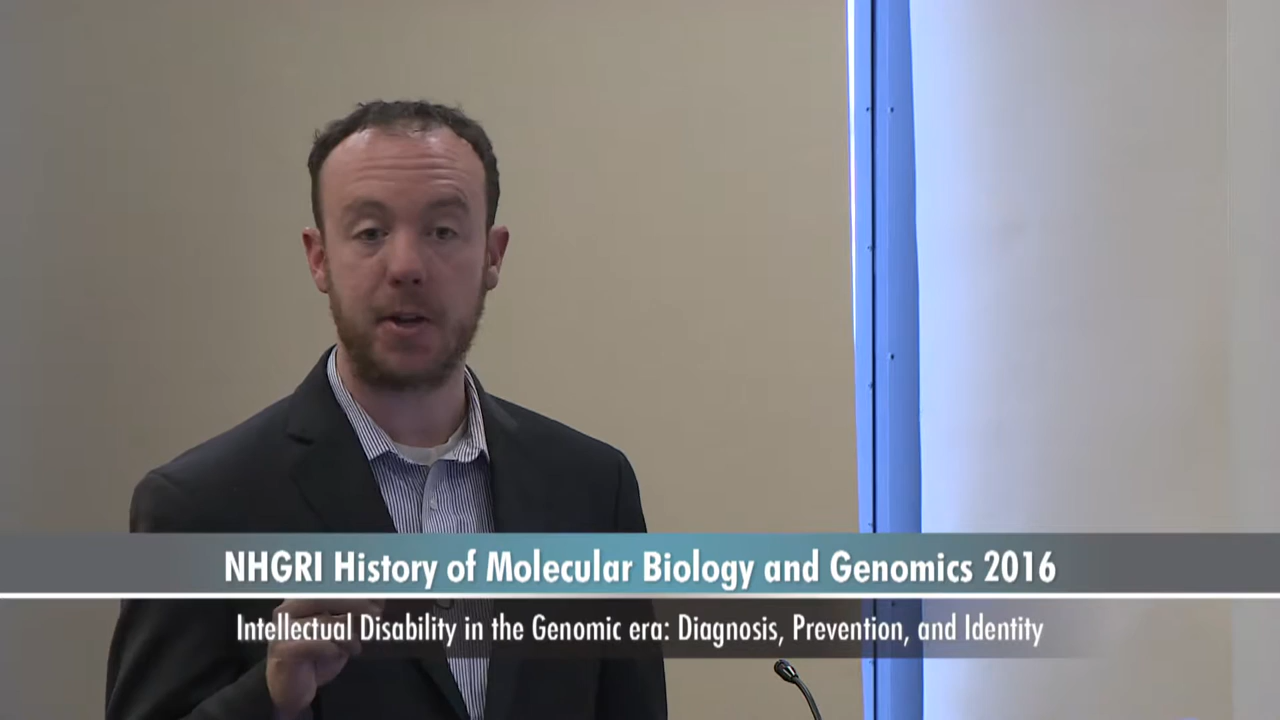 NHGRI History of Molecular Biology and Genomics 2016
Intellectual Disability in the Genomic era: Diagnosis, Prevention, and Identity